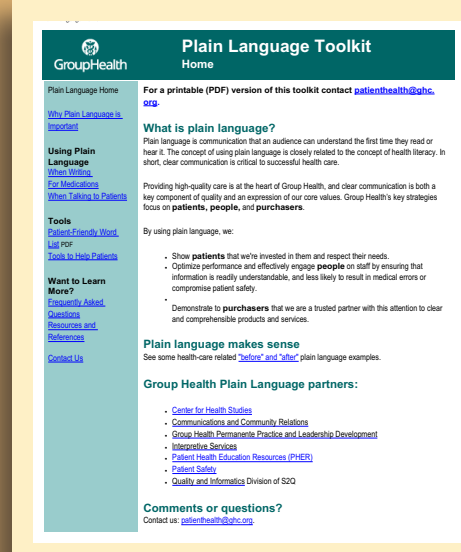 GroupHealth
Plain Language Toolkit
Home
Plain Language Home
Why Plain Language is
Important
Using Plain
Language
When Writing
For Medications
When Talking to Patients
Tools
Patient-Friendly Word
List PDF
Tools to Help Patients
Want to Learn
More?
Frequently Asked
Questions
Resources and
References
Contact Us
For a printable (PDF) version of this toolkit contact patienthealth@ghc.
org.
What is plain language?
Plain language is communication that an audience can understand the first time they read or
hear it. The concept of using plain language is closely related to the concept of health literacy. In
short, clear communication is critical to successful health care.
Providing high-quality care is at the heart of Group Health, and clear communication is both a
key component of quality and an expression of our core values. Group Health's key strategies
focus on patients, people, and purchasers.
By using plain language, we:
• Show patients that we're invested in them and respect their needs.
• Optimize performance and effectively engage people on staff by ensuring that
information is readily understandable, and less likely to result in medical errors or
compromise patient safety.
•
Demonstrate to purchasers that we are a trusted partner with this attention to clear
and comprehensible products and services.
Plain language makes sense
See some health-care related "before" and "after" plain language examples.
Group Health Plain Language partners:
• Center for Health Studies
• Communications and Community Relations
• Group Health Permanente Practice and Leadership Development
• Interpretive Services
• Patient Health Education Resources (PHER)
• Patient Safety
• Quality and Informatics Division of S2Q
Comments or questions?
Contact us: patienthealth@ghc.org.